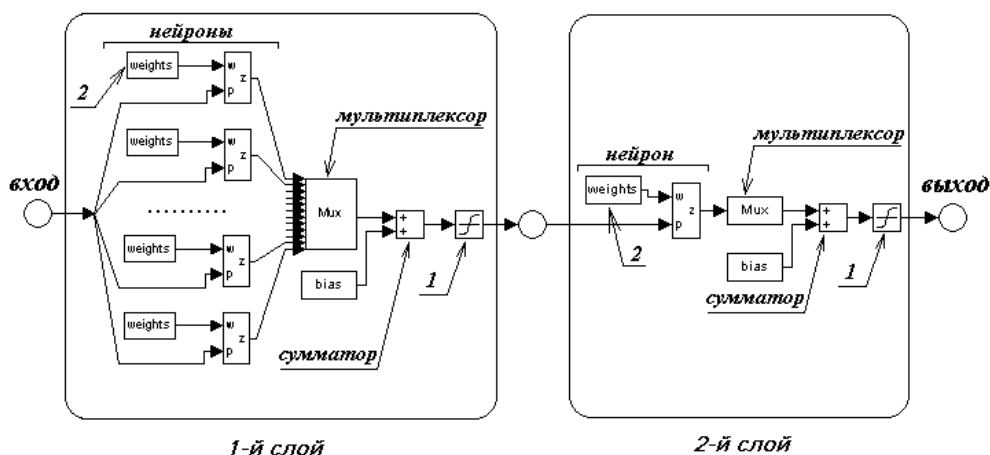 нейроны
weights
w
z
p
2
мультиплексор
weights
w
z
p
вход
Mux
+
+
weights
w
z
p
bias
1
weights
w
z
p
сумматор
1-й слой
мультиплексор
нейрон
weights
w
z
p
Mux
+
+
выход
2
bias
1
сумматор
2-й слой